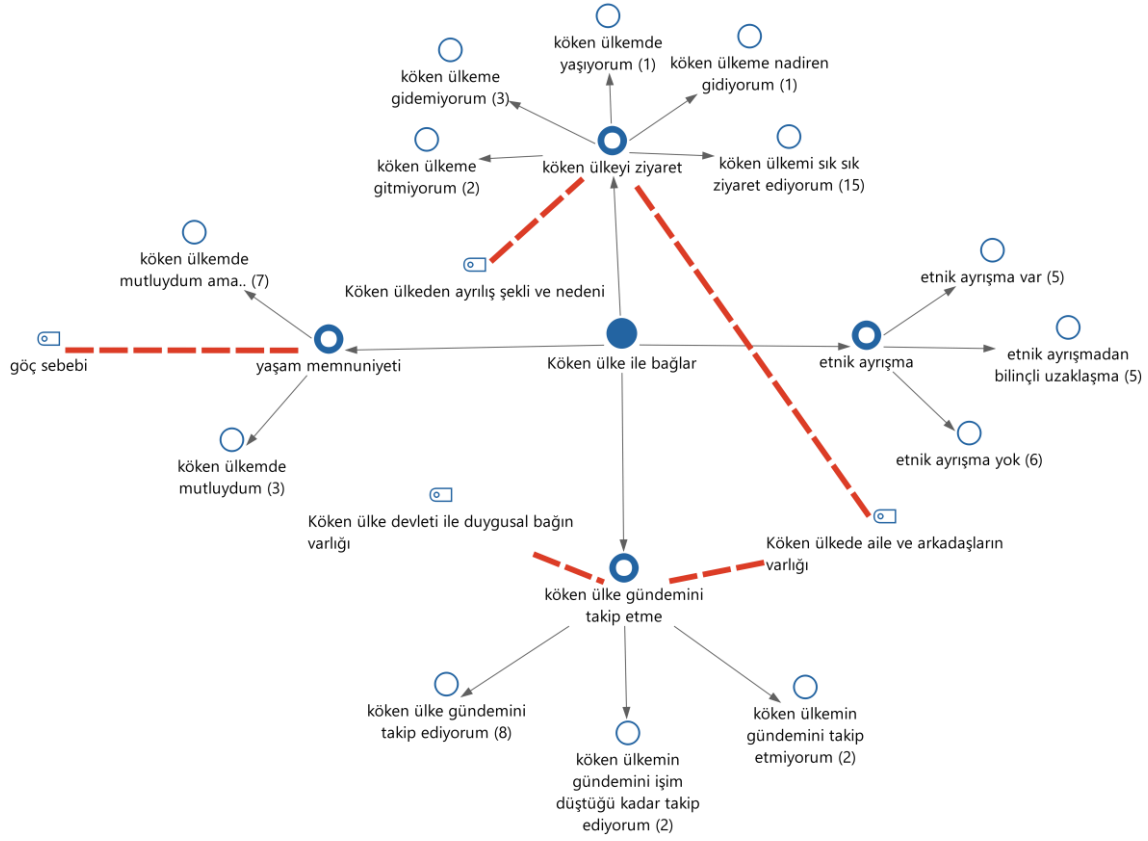 köken ülkemde
yaşıyorum (1)
köken ülkeme nadiren
gidiyorum (1)
köken ülkeme
gidemiyorum (3)
köken ülkeme
gitmiyorum (2)
köken ülkeyi ziyaret
köken ülkemi sık sık
ziyaret ediyorum (15)
köken ülkemde
mutluydum ama.. (7)
Köken ülkeden ayrılış şekli ve nedeni
etnik ayrışma var (5)
göç sebebi
yaşam memnuniyeti
Köken ülke ile bağlar
etnik ayrışma
etnik ayrışmadan
bilinçli uzaklaşma (5)
köken ülkemde
mutluydum (3)
etnik ayrışma yok (6)
Köken ülke devleti ile duygusal bağın
varlığı
Köken ülkede aile ve arkadaşların
varlığı
köken ülke gündemini
takip etme
köken ülke gündemini
takip ediyorum (8)
köken ülkemin
gündemini işim
düştüğü kadar takip
ediyorum (2)
köken ülkemin
gündemini takip
etmiyorum (2)